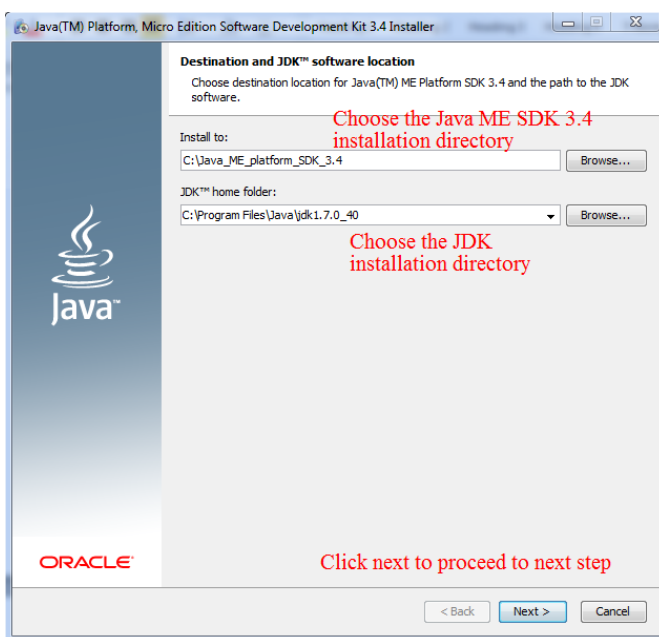 Java(TM) Platform, Micro Edition Software Development Kit 3.4 Installer
Destination and JDK™ software location
Choose destination location for Java(TM) ME Platform SDK 3.4 and the path to the JDK
software.
Choose the Java ME SDK 3.4
installation directory
Install to:
C:\Java_ME_platform_SDK_3.4
Browse...
JDK™ home folder:
C:\Program Files\Java\jdk1.7.0_40
Browse...
Choose the JDK
installation directory
Java™
ORACLE
Click next to proceed to next step
< Back
Next >
Cancel